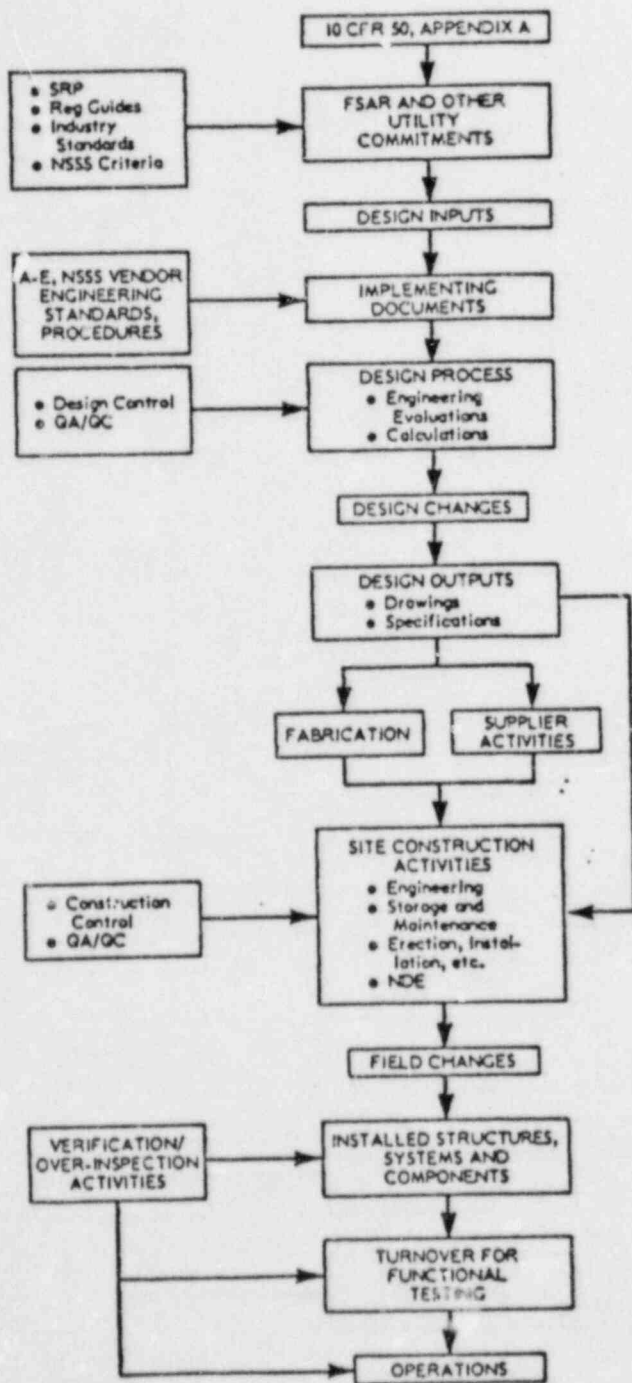 10 CFR 50, APPENDIX A
• SRP
• Reg Guides
• Industry
Standards
• NSSS Criteria
FSAR AND OTHER
UTILITY
COMMITMENTS
DESIGN INPUTS
A-E, NSSS VENDOR
ENGINEERING
STANDARDS,
PROCEDURES
IMPLEMENTING
DOCUMENTS
• Design Control
• QA/QC
DESIGN PROCESS
• Engineering
Evaluations
• Calculations
DESIGN CHANGES
DESIGN OUTPUTS
• Drawings
• Specifications
FABRICATION
SUPPLIER
ACTIVITIES
SITE CONSTRUCTION
ACTIVITIES
• Engineering
• Storage and
Maintenance
• Erection, Instal-
lation, etc.
• NDE
• Construction
Control
• QA/QC
FIELD CHANGES
VERIFICATION/
OVER-INSPECTION
ACTIVITIES
INSTALLED STRUCTURES,
SYSTEMS AND
COMPONENTS
TURNOVER FOR
FUNCTIONAL
TESTING
OPERATIONS